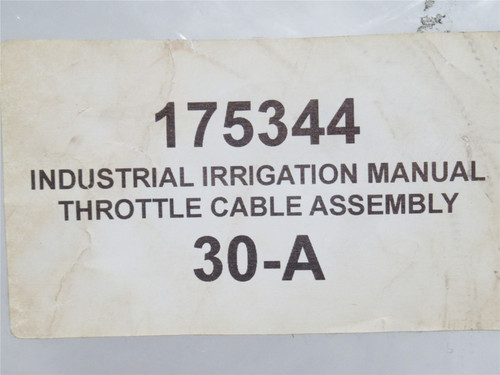 175344
INDUSTRIAL IRRIGATION MANUAL
THROTTLE CABLE ASSEMBLY
30-A